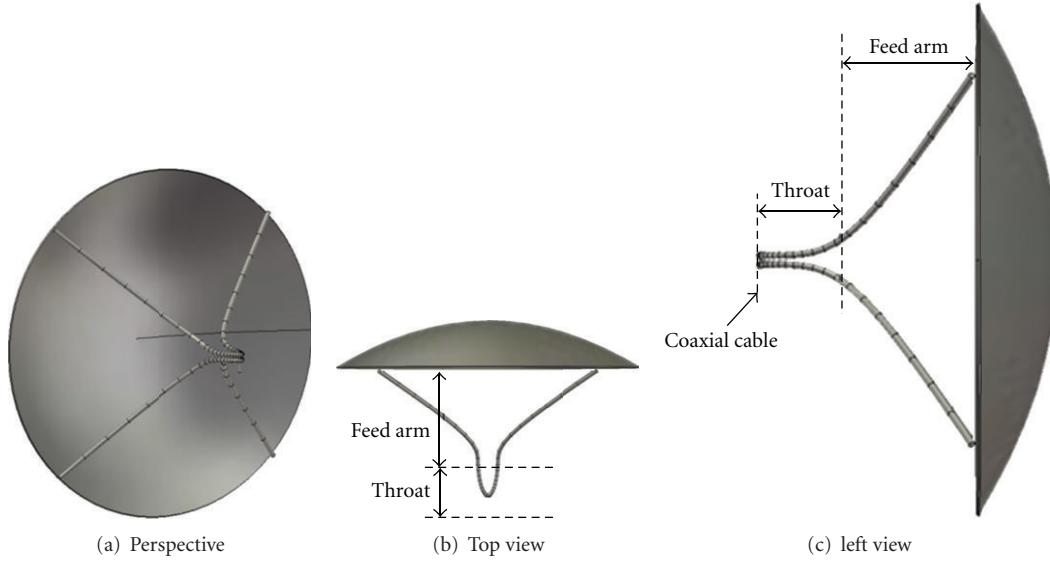 Feed arm
Throat
Coaxial cable
Feed arm
Throat
(a) Perspective
(b) Top view
(c) left view